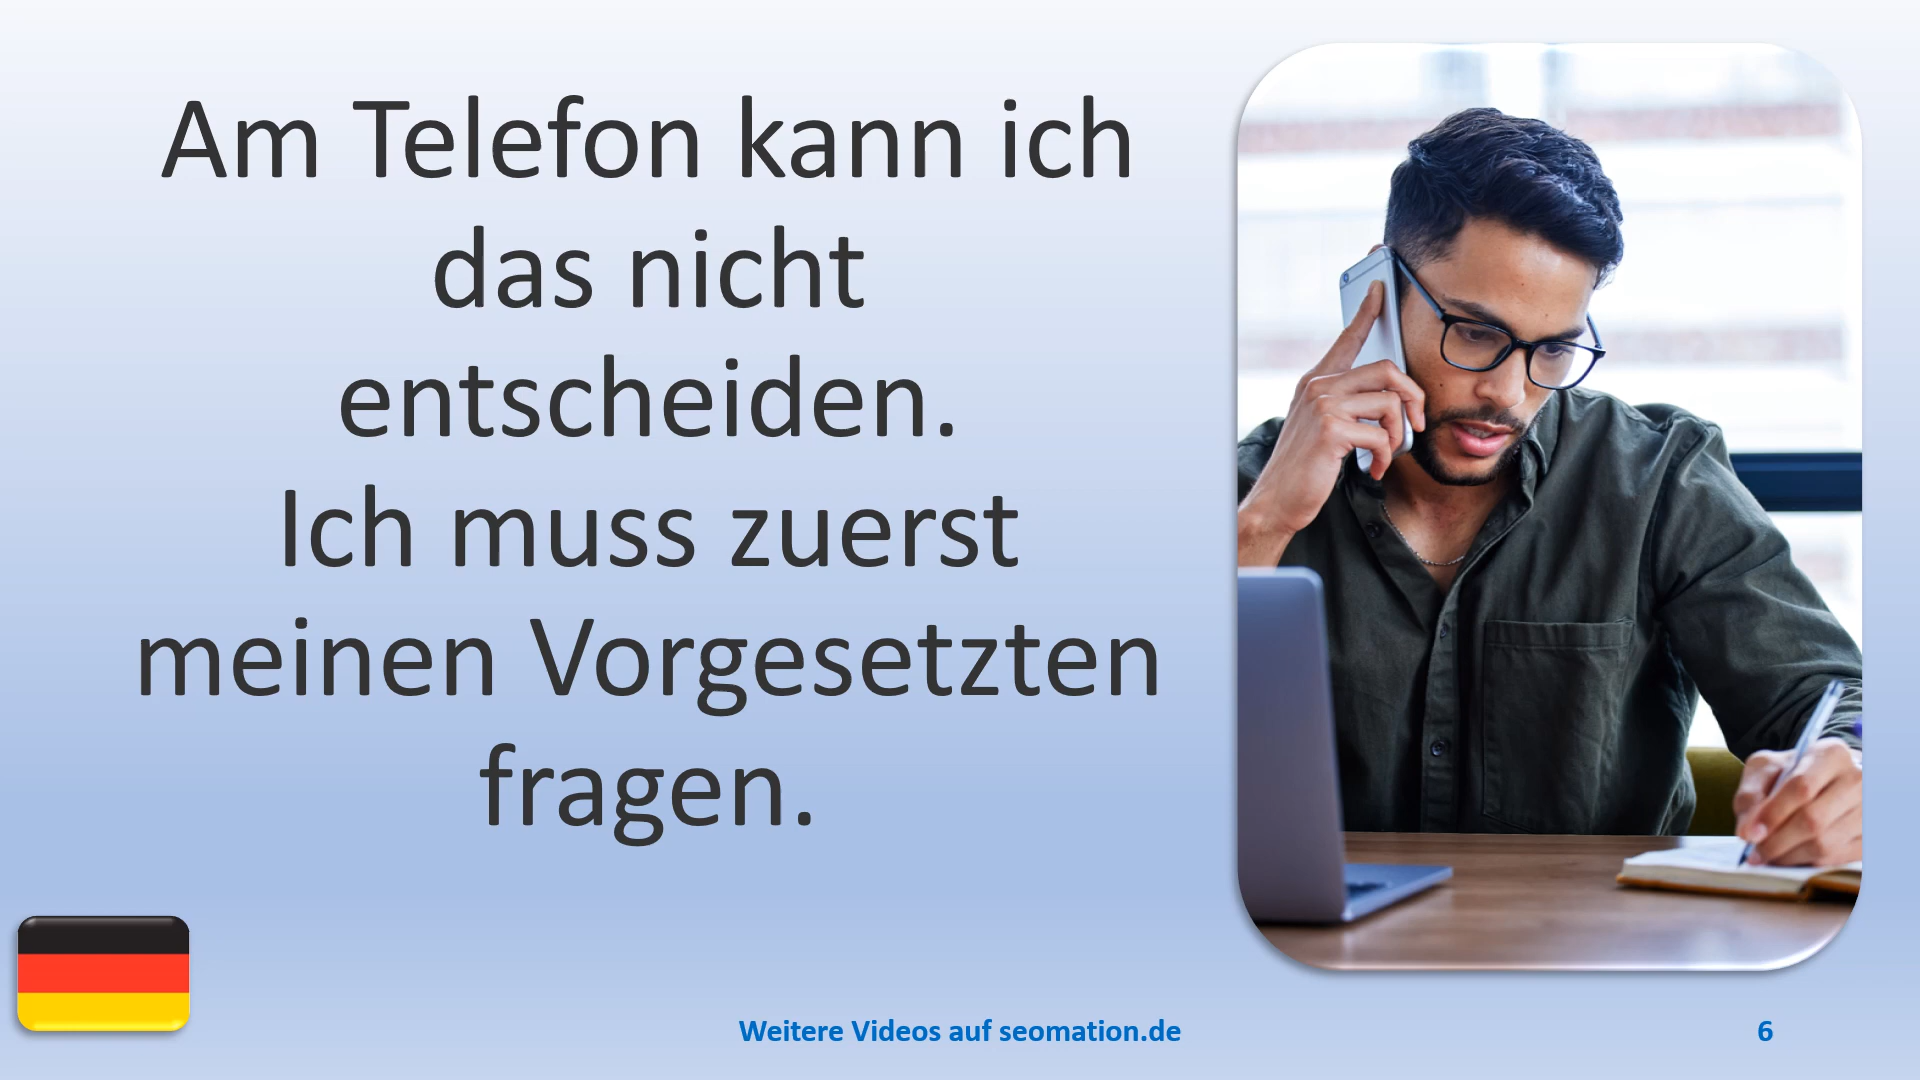 Am Telefon kann ich
das nicht
entscheiden.
Ich muss zuerst
meinen Vorgesetzten
fragen.
Weitere Videos auf seomation.de
6